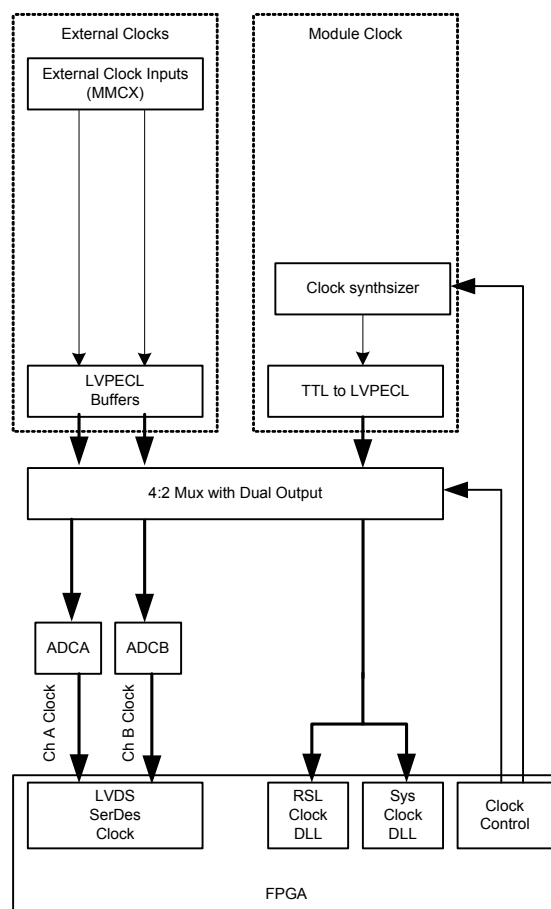 External Clocks
Module Clock
External Clock Inputs
(MMCX)
Clock synthsizer
LVPECL
Buffers
TTL to LVPECL
4:2 Mux with Dual Output
ADCA
ADCB
Ch A Clock
Ch B Clock
LVDS
SerDes
Clock
RSL
Clock
DLL
Sys
Clock
DLL
Clock
Control
FPGA